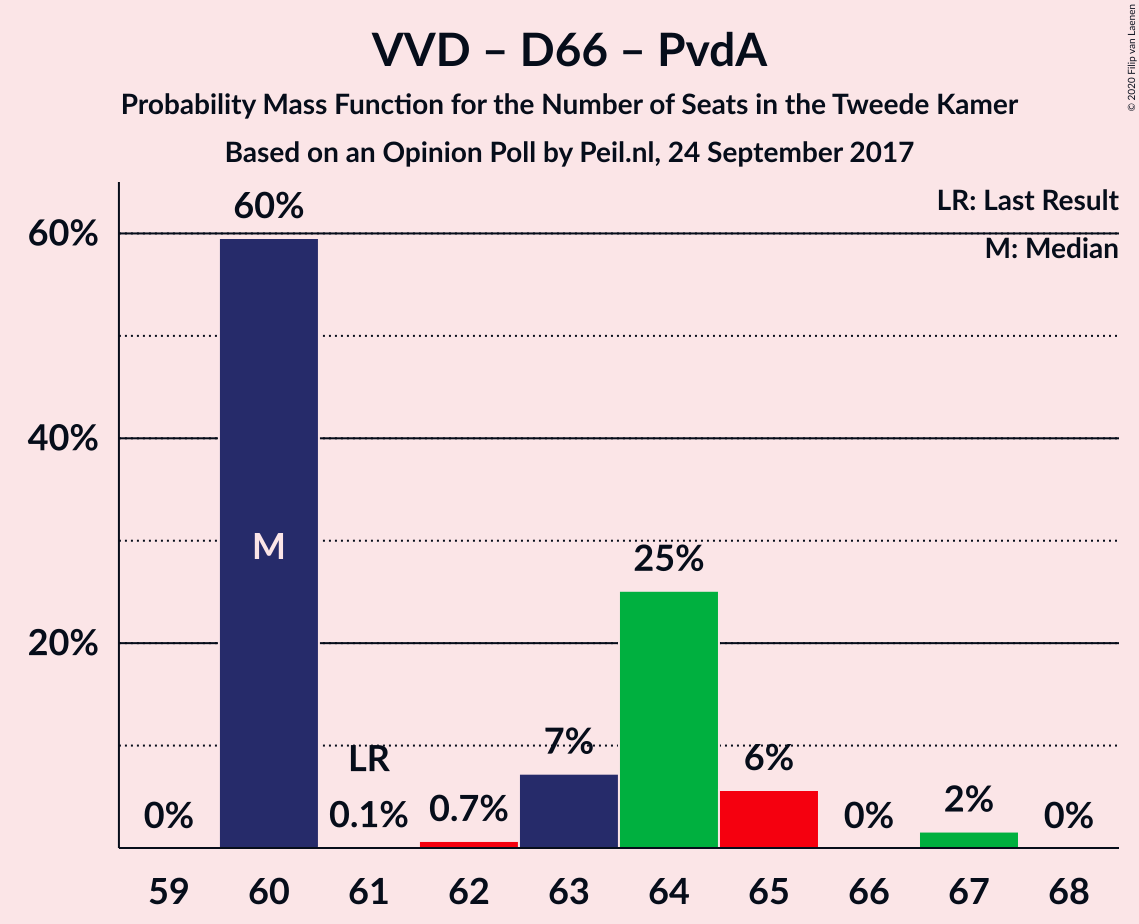 VVD – D66 – PvdA
Probability Mass Function for the Number of Seats in the Tweede Kamer
Based on an Opinion Poll by Peil.nl, 24 September 2017
© 2020 Filip van Laenen
LR: Last Result
M: Median
60%
40%
20%
0%
60%
M
LR
0.1%
0.7%
7%
25%
6%
0%
2%
0%
59 60 61 62 63 64 65 66 67 68